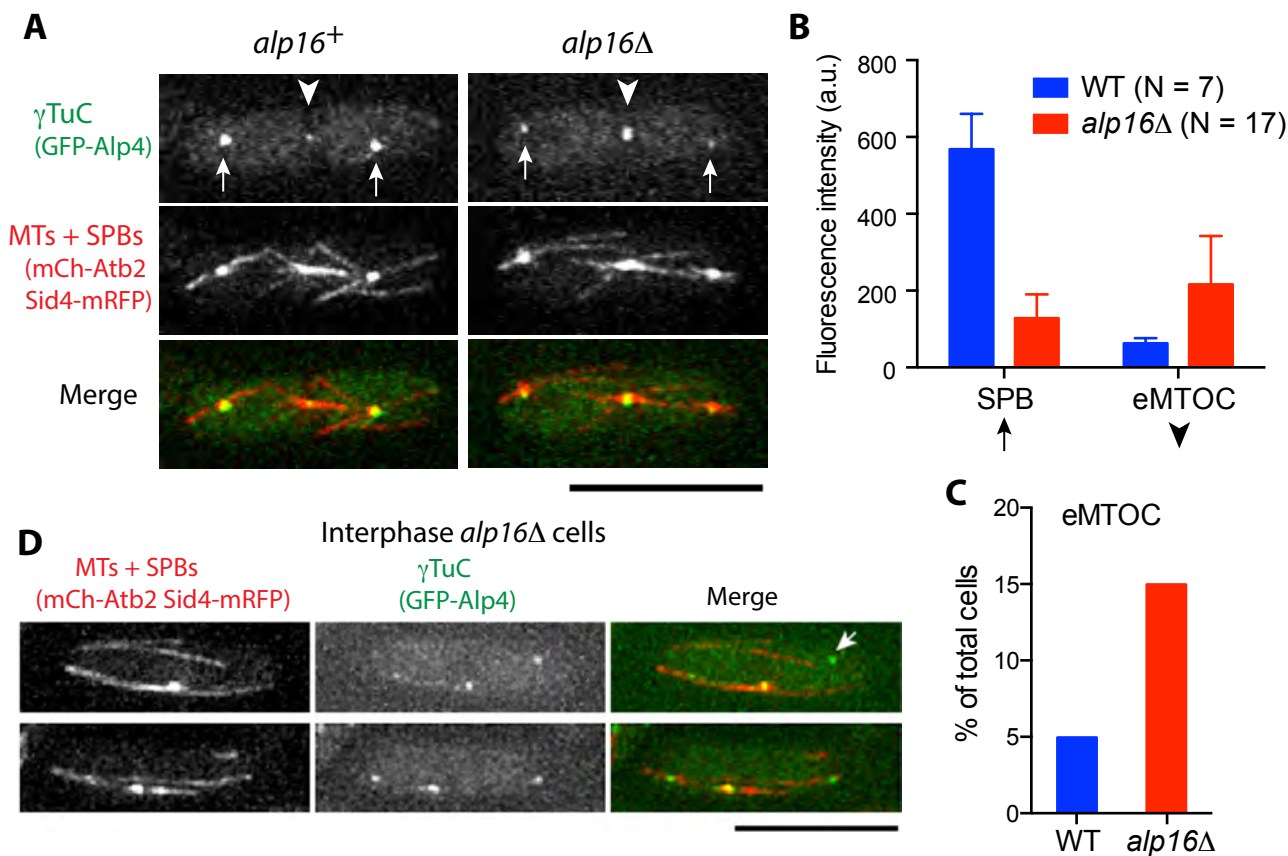 A
alp16+
alp16Δ
γTuC
(GFP-Alp4)
MTs + SPBs
(mCh-Atb2
Sid4-mRFP)
Merge
B
Fluorescence intensity (a.u.)
800
600
400
200
0
WT (N = 7)
alp16Δ (N = 17)
SPB
eMTOC
C
eMTOC
% of total cells
20
15
10
5
0
WT
alp16Δ
D
Interphase alp16Δ cells
MTs + SPBs
(mCh-Atb2 Sid4-mRFP)
γTuC
(GFP-Alp4)
Merge